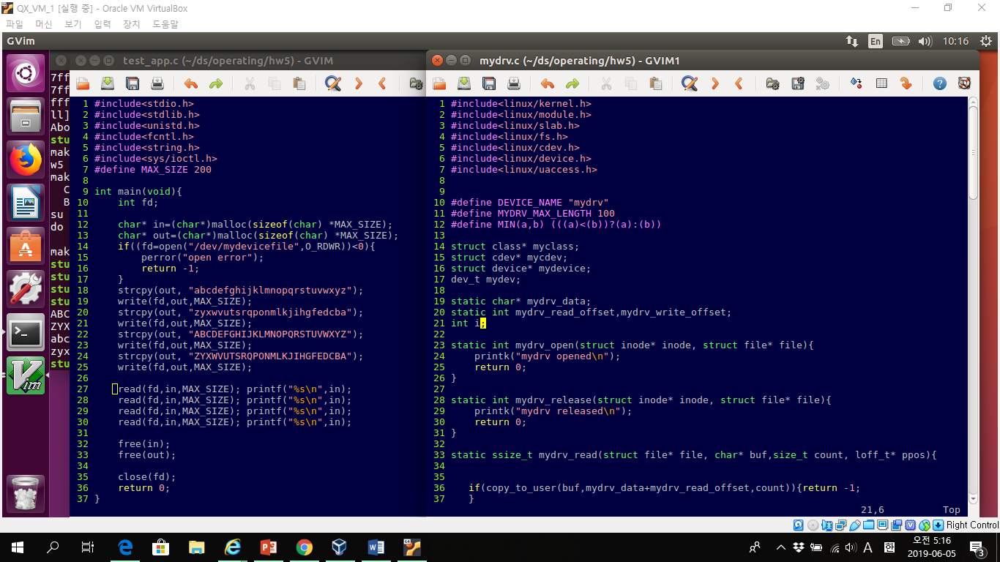 QX_VM_1 [실행 중] - Oracle VM VirtualBox
파일 머신 보기 입력 장치 도움말
GVim
En
10:16
test_app.c (~/ds/operating/hw5) - GVIM
mydrv.c (~/ds/operating/hw5) - GVIM1
7ff
7ff
fff
ll]
Abo
stu
mak
w5
mak
C
B
su
do
mak
stu
stu
stu
stu
ABC
ZYX
abc
zyx
stu
1 #include<stdio.h>
2 #include<stdlib.h>
3 #include<unistd.h>
4 #include<fcntl.h>
5 #include<string.h>
6 #include<sys/ioctl.h>
7 #define MAX_SIZE 200
8
9 int main(void){
10     int fd;
11
12     char* in=(char*)malloc(sizeof(char) *MAX_SIZE);
13     char* out=(char*)malloc(sizeof(char) *MAX_SIZE);
14     if((fd=open("/dev/mydevicefile",O_RDWR))<0){
15         perror("open error");
16         return -1;
17     }
18     strcpy(out, "abcdefghijklmnopqrstuvwxyz");
19     write(fd,out,MAX_SIZE);
20     strcpy(out, "zyxwvutsrqponmlkjihgfedcba");
21     write(fd,out,MAX_SIZE);
22     strcpy(out, "ABCDEFGHIJKLMNOPQRSTUVWXYZ");
23     write(fd,out,MAX_SIZE);
24     strcpy(out, "ZYXWVUTSRQPONMLKJIHGFEDCBA");
25     write(fd,out,MAX_SIZE);
26
27     read(fd,in,MAX_SIZE); printf("%s\n",in);
28     read(fd,in,MAX_SIZE); printf("%s\n",in);
29     read(fd,in,MAX_SIZE); printf("%s\n",in);
30     read(fd,in,MAX_SIZE); printf("%s\n",in);
31
32     free(in);
33     free(out);
34
35     close(fd);
36     return 0;
37 }
1 #include<linux/kernel.h>
2 #include<linux/module.h>
3 #include<linux/slab.h>
4 #include<linux/fs.h>
5 #include<linux/cdev.h>
6 #include<linux/device.h>
7 #include<linux/uaccess.h>
8
9
10 #define DEVICE_NAME "mydrv"
11 #define MYDRV_MAX_LENGTH 100
12 #define MIN(a,b) (((a)<(b))?(a):(b))
13
14 struct class* myclass;
15 struct cdev* mycdev;
16 struct device* mydevice;
17 dev_t mydev;
18
19 static char* mydrv_data;
20 static int mydrv_read_offset,mydrv_write_offset;
21 int i;
22
23 static int mydrv_open(struct inode* inode, struct file* file){
24     printk("mydrv opened\n");
25     return 0;
26 }
27
28 static int mydrv_release(struct inode* inode, struct file* file){
29     printk("mydrv released\n");
30     return 0;
31 }
32
33 static ssize_t mydrv_read(struct file* file, char* buf,size_t count, loff_t* ppos){
34
35
36    if(copy_to_user(buf,mydrv_data+mydrv_read_offset,count)){return -1;
37    }
21,6 Top
Right Control
A 한
오전 5:16
2019-06-05
3